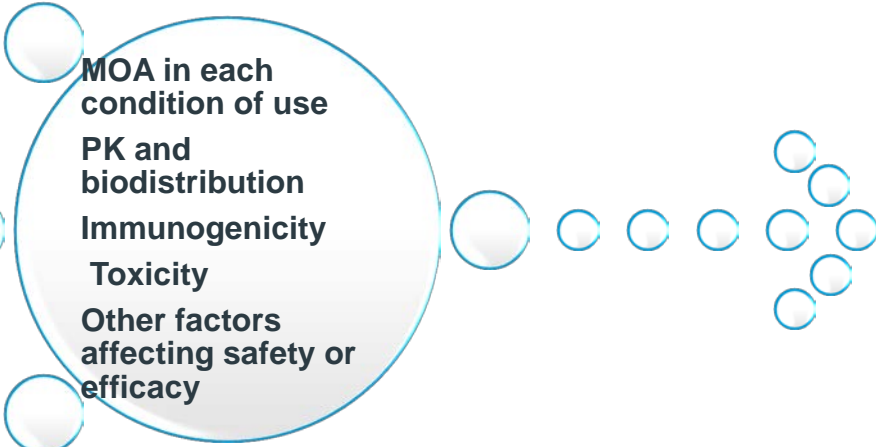 MOA in each
condition of use
PK and
biodistribution
Immunogenicity
Toxicity
Other factors
affecting safety or
efficacy